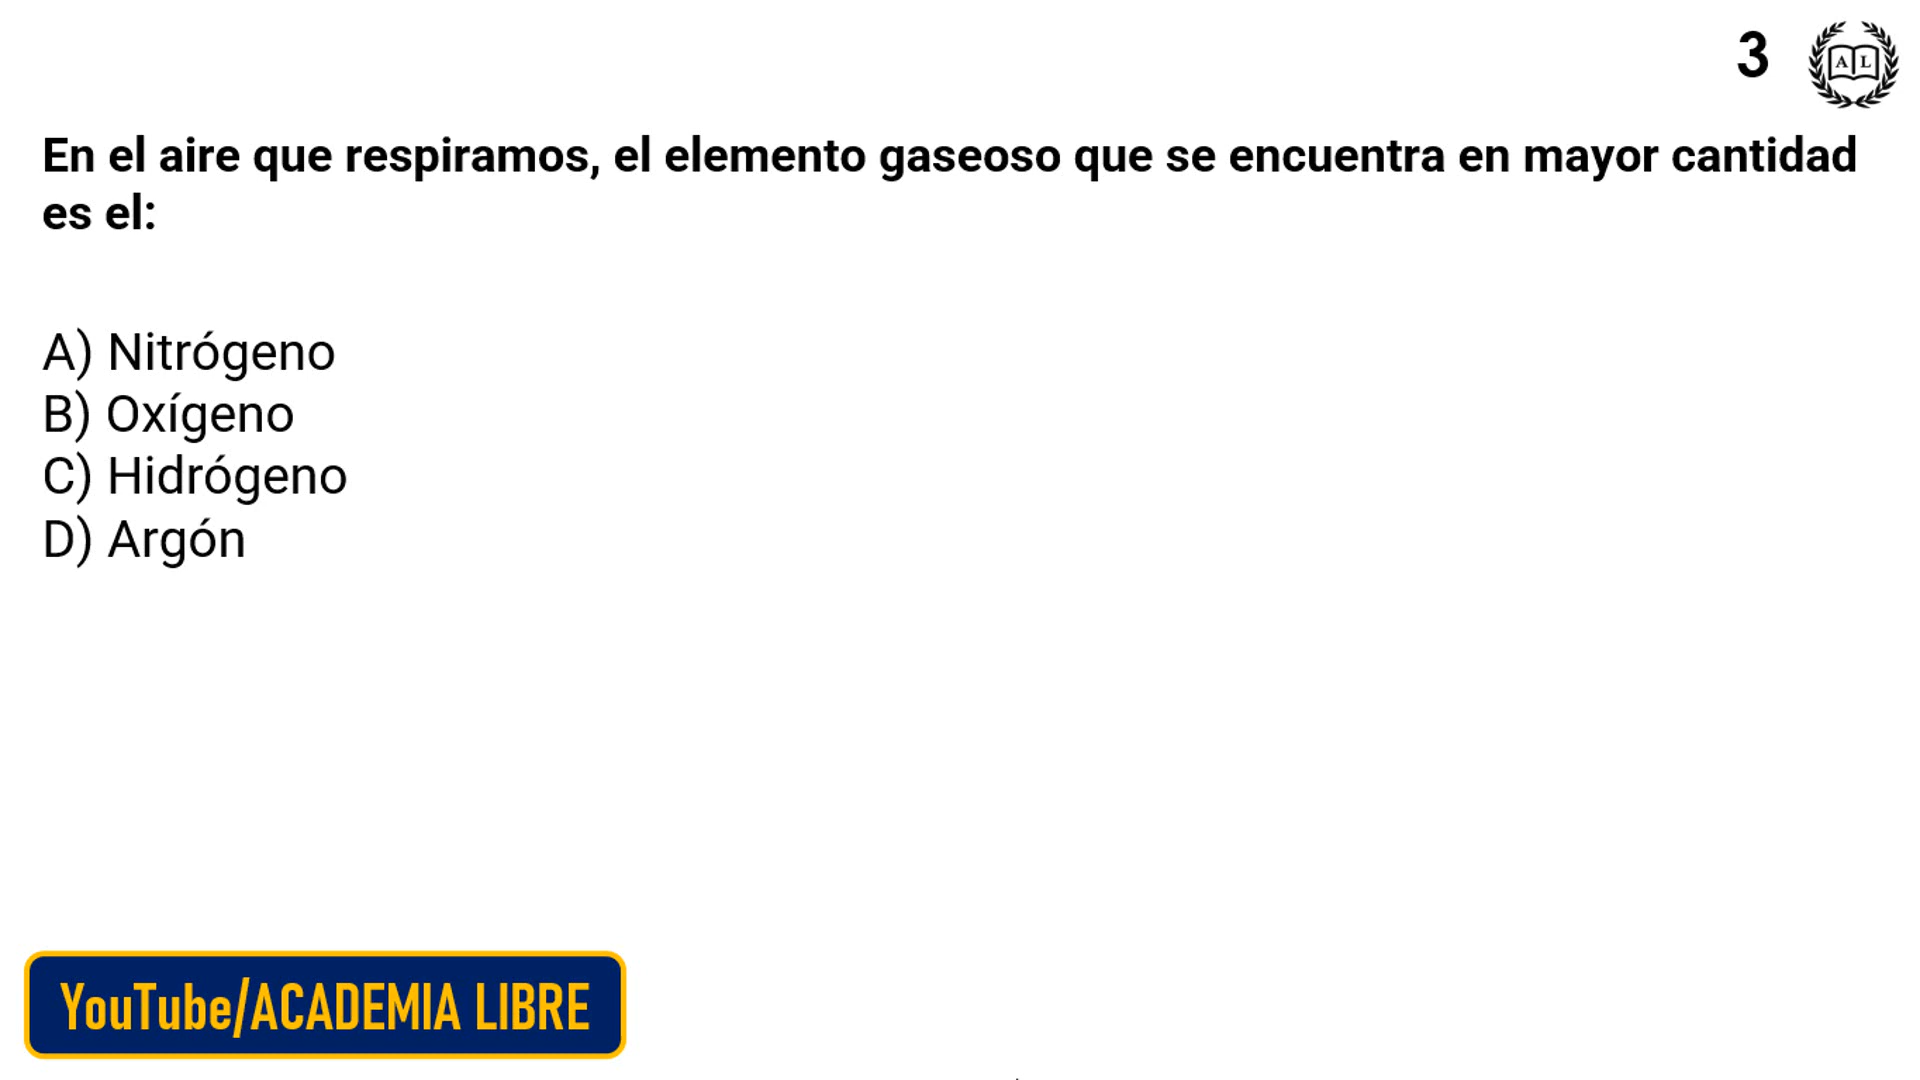 3
A L
En el aire que respiramos, el elemento gaseoso que se encuentra en mayor cantidad
es el:
A) Nitrógeno
B) Oxígeno
C) Hidrógeno
D) Argón
YouTube/ACADEMIA LIBRE